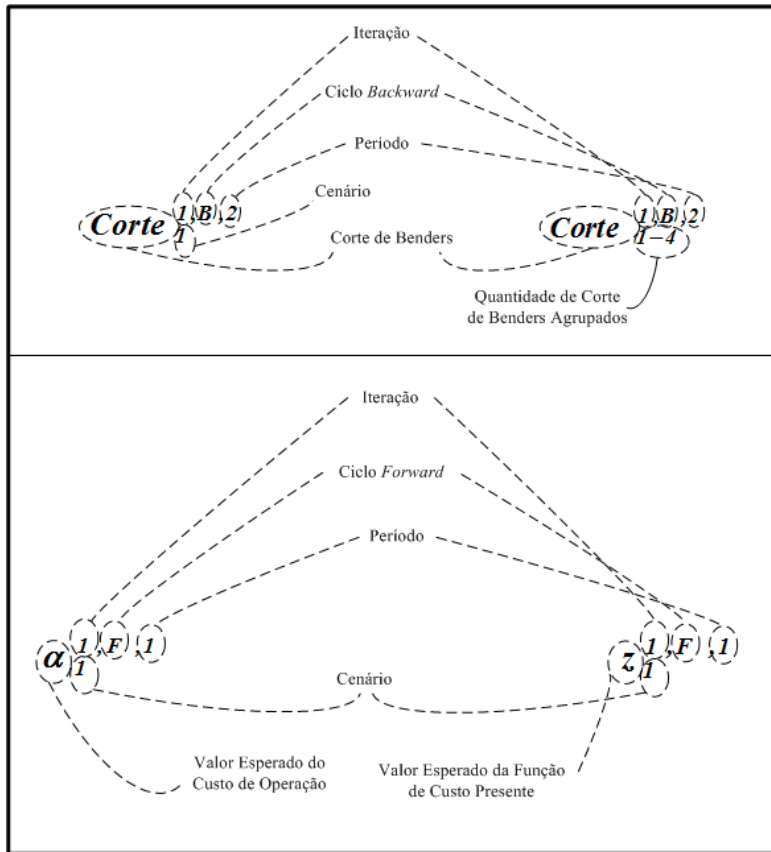 Iteração
Ciclo Backward
Período
Cenário
Corte 1,B,2 1
Corte 1,B,2 1-4
Corte de Benders
Quantidade de Corte
de Benders Agrupados
Iteração
Ciclo Forward
Período
α 1,F,1 1
z 1,F,1 1
Cenário
Valor Esperado do
Custo de Operação
Valor Esperado da Função
de Custo Presente